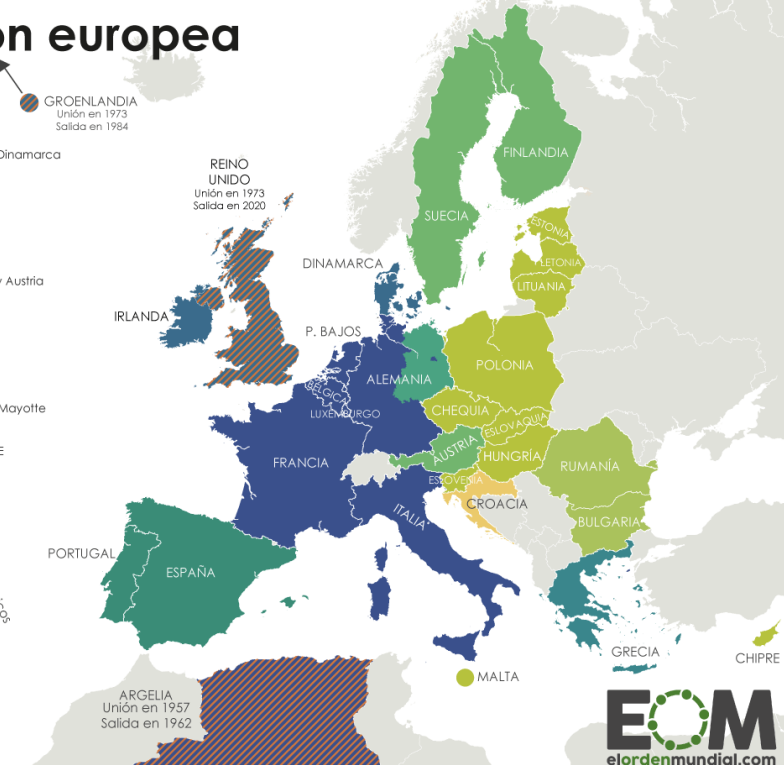 ón europea
GROENLANDIA
Unión en 1973
Salida en 1984
Dinamarca
REINO
UNIDO
Unión en 1973
Salida en 2020
FINLANDIA
SUECIA
ESTONIA
LETONIA
LITUANIA
DINAMARCA
y Austria
IRLANDA
P. BAJOS
POLONIA
ALEMANIA
BÉLGICA
LUXEMBURGO
Mayotte
CHEQUIA
ESLOVAQUIA
AUSTRIA
HUNGRÍA
RUMANÍA
FRANCIA
ESLOVENIA
CROACIA
ITALIA
BULGARIA
PORTUGAL
ESPAÑA
GRECIA
CHIPRE
MALTA
ARGELIA
Unión en 1957
Salida en 1962
EOM
elordenmundial.com